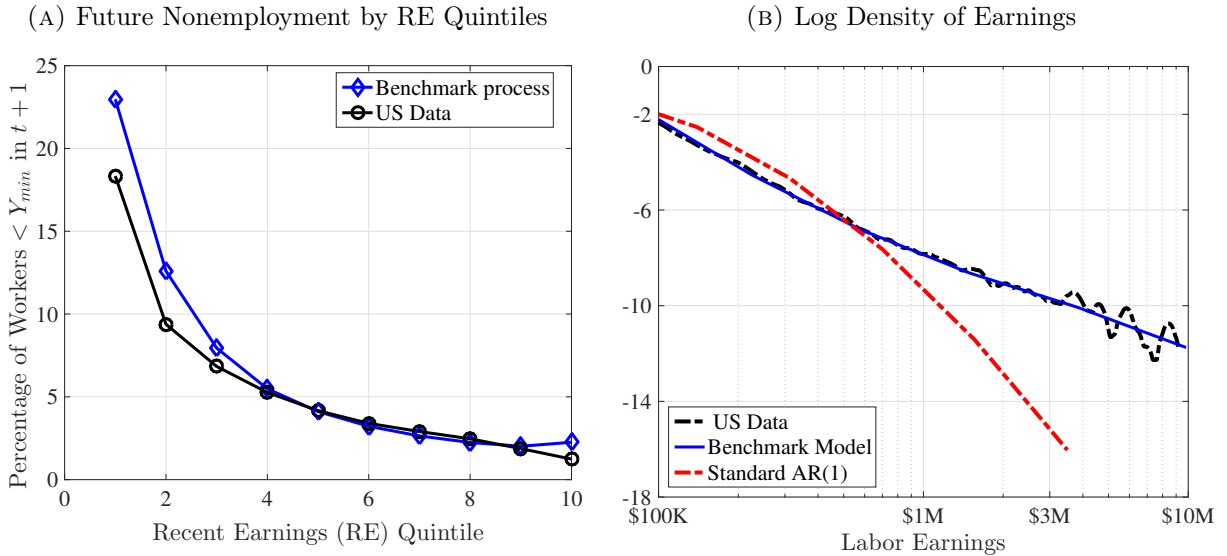 (A) Future Nonemployment by RE Quintiles
Percentage of Workers < Y_min in t + 1
25
20
15
10
5
0
Benchmark process
US Data
0 2 4 6 8 10
Recent Earnings (RE) Quintile
(B) Log Density of Earnings
0
-2
-6
-10
-14
-18
US Data
Benchmark Model
Standard AR(1)
$100K $1M $3M $10M
Labor Earnings